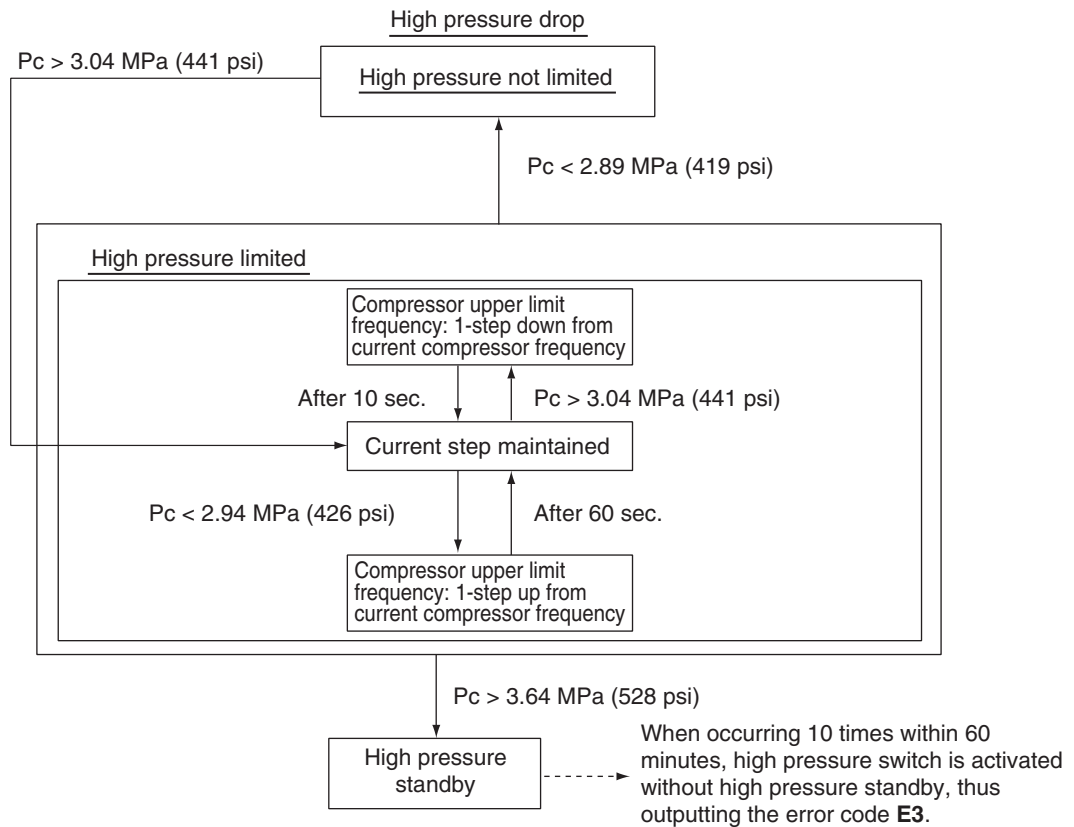 High pressure drop
Pc > 3.04 MPa (441 psi)
High pressure not limited
Pc < 2.89 MPa (419 psi)
High pressure limited
Compressor upper limit
frequency: 1-step down from
current compressor frequency
After 10 sec.
Pc > 3.04 MPa (441 psi)
Current step maintained
Pc < 2.94 MPa (426 psi)
After 60 sec.
Compressor upper limit
frequency: 1-step up from
current compressor frequency
Pc > 3.64 MPa (528 psi)
High pressure
standby
When occurring 10 times within 60
minutes, high pressure switch is activated
without high pressure standby, thus
outputting the error code E3.